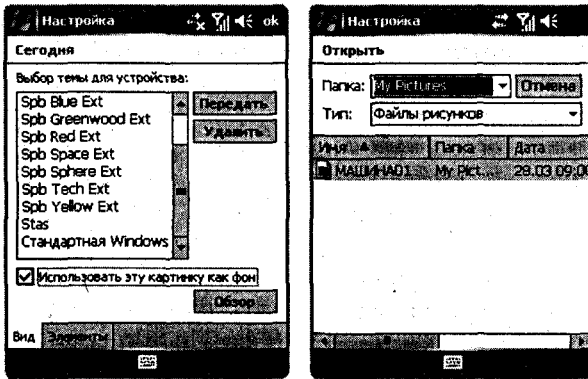 Настройка
ok
Сегодня
Выбор темы для устройства:
Spb Blue Ext
Spb Greenwood Ext
Spb Red Ext
Spb Space Ext
Spb Sphere Ext
Spb Tech Ext
Spb Yellow Ext
Stas
Стандартная Windows
Передать
Удалить
Использовать эту картинку как фон
Обзор
Вид Элементы
Настройка
Открыть
Папка: My Pictures
Отмена
Тип: Файлы рисунков
Имя Папка Дата
МАШИНА01 My Pict... 28.03 09:00